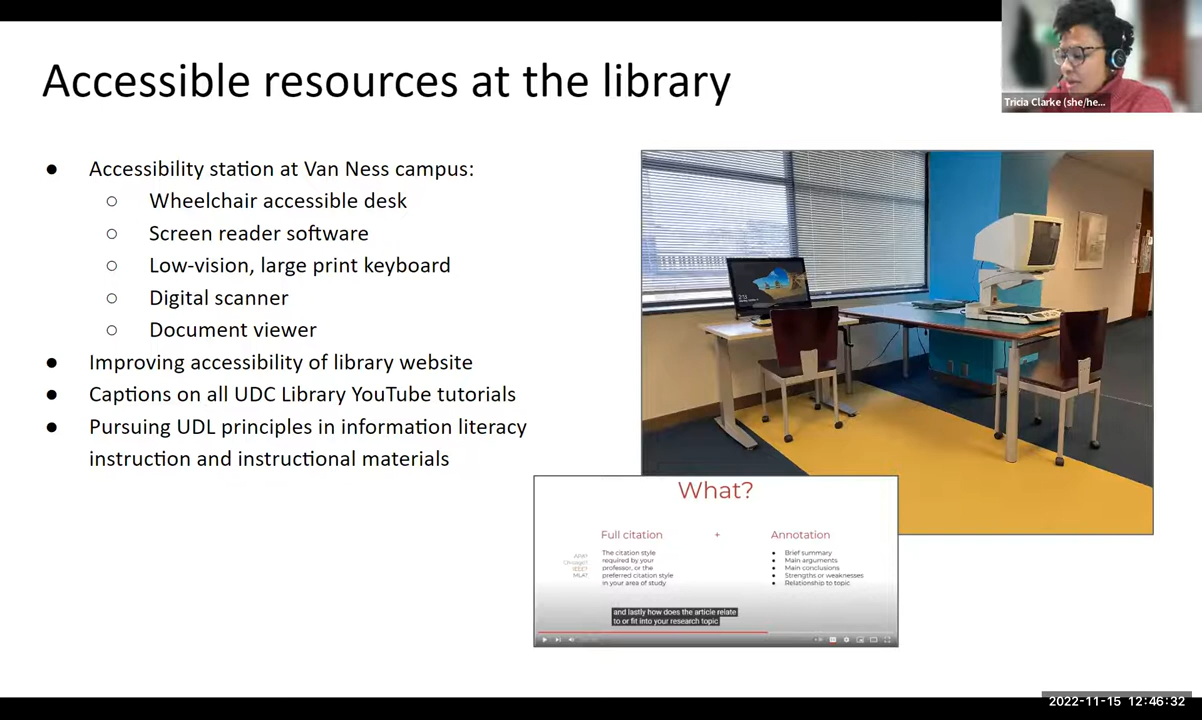 Accessible resources at the library
Tricia Clarke (she/he...
● Accessibility station at Van Ness campus:
○ Wheelchair accessible desk
○ Screen reader software
○ Low-vision, large print keyboard
○ Digital scanner
○ Document viewer
● Improving accessibility of library website
● Captions on all UDC Library YouTube tutorials
● Pursuing UDL principles in information literacy
instruction and instructional materials
What?
Full citation + Annotation
The citation style
required by your
professor, or the
preferred citation style
in your area of study
MLA?
● Brief summary
● Main arguments
● Main conclusions
● Strengths or weaknesses
● Relationship to topic
and lastly how does the article relate
to or fit into your research topic
2022-11-15 12:46:32